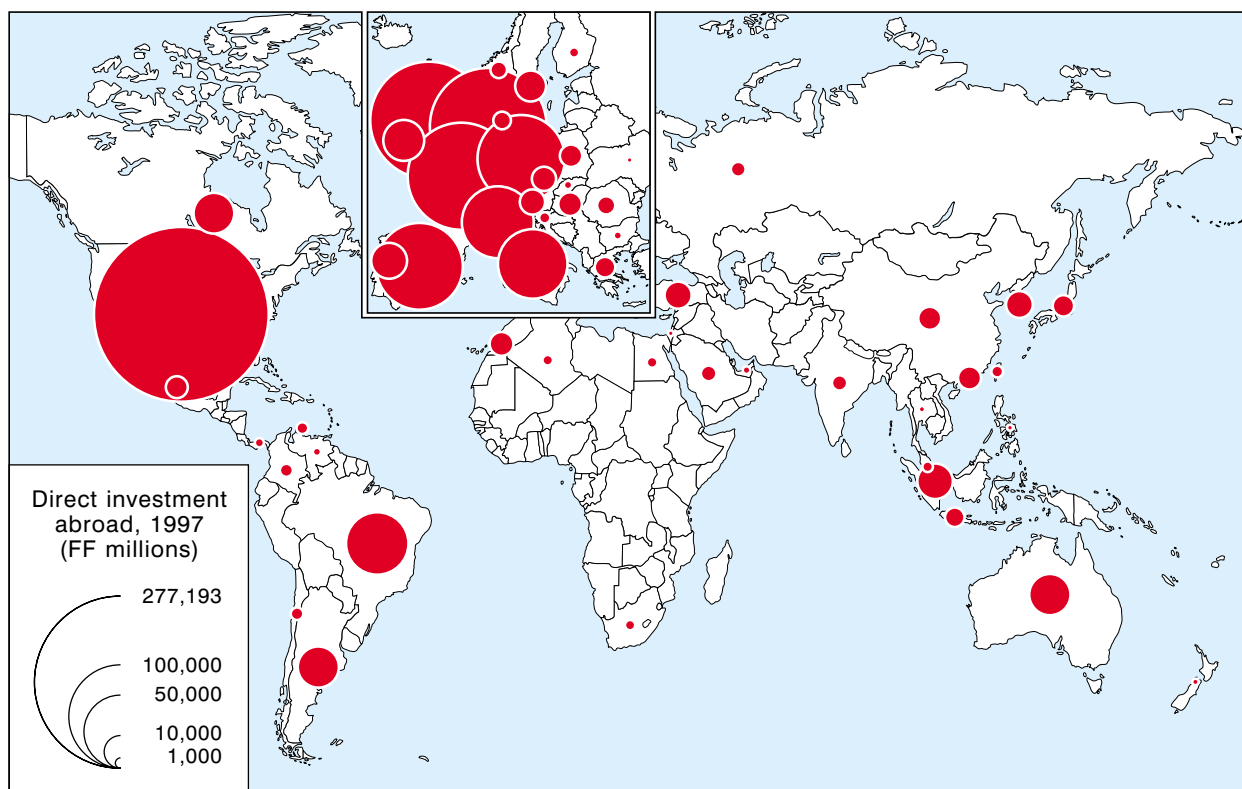 Direct investment
abroad, 1997
(FF millions)
277,193
100,000
50,000
10,000
1,000